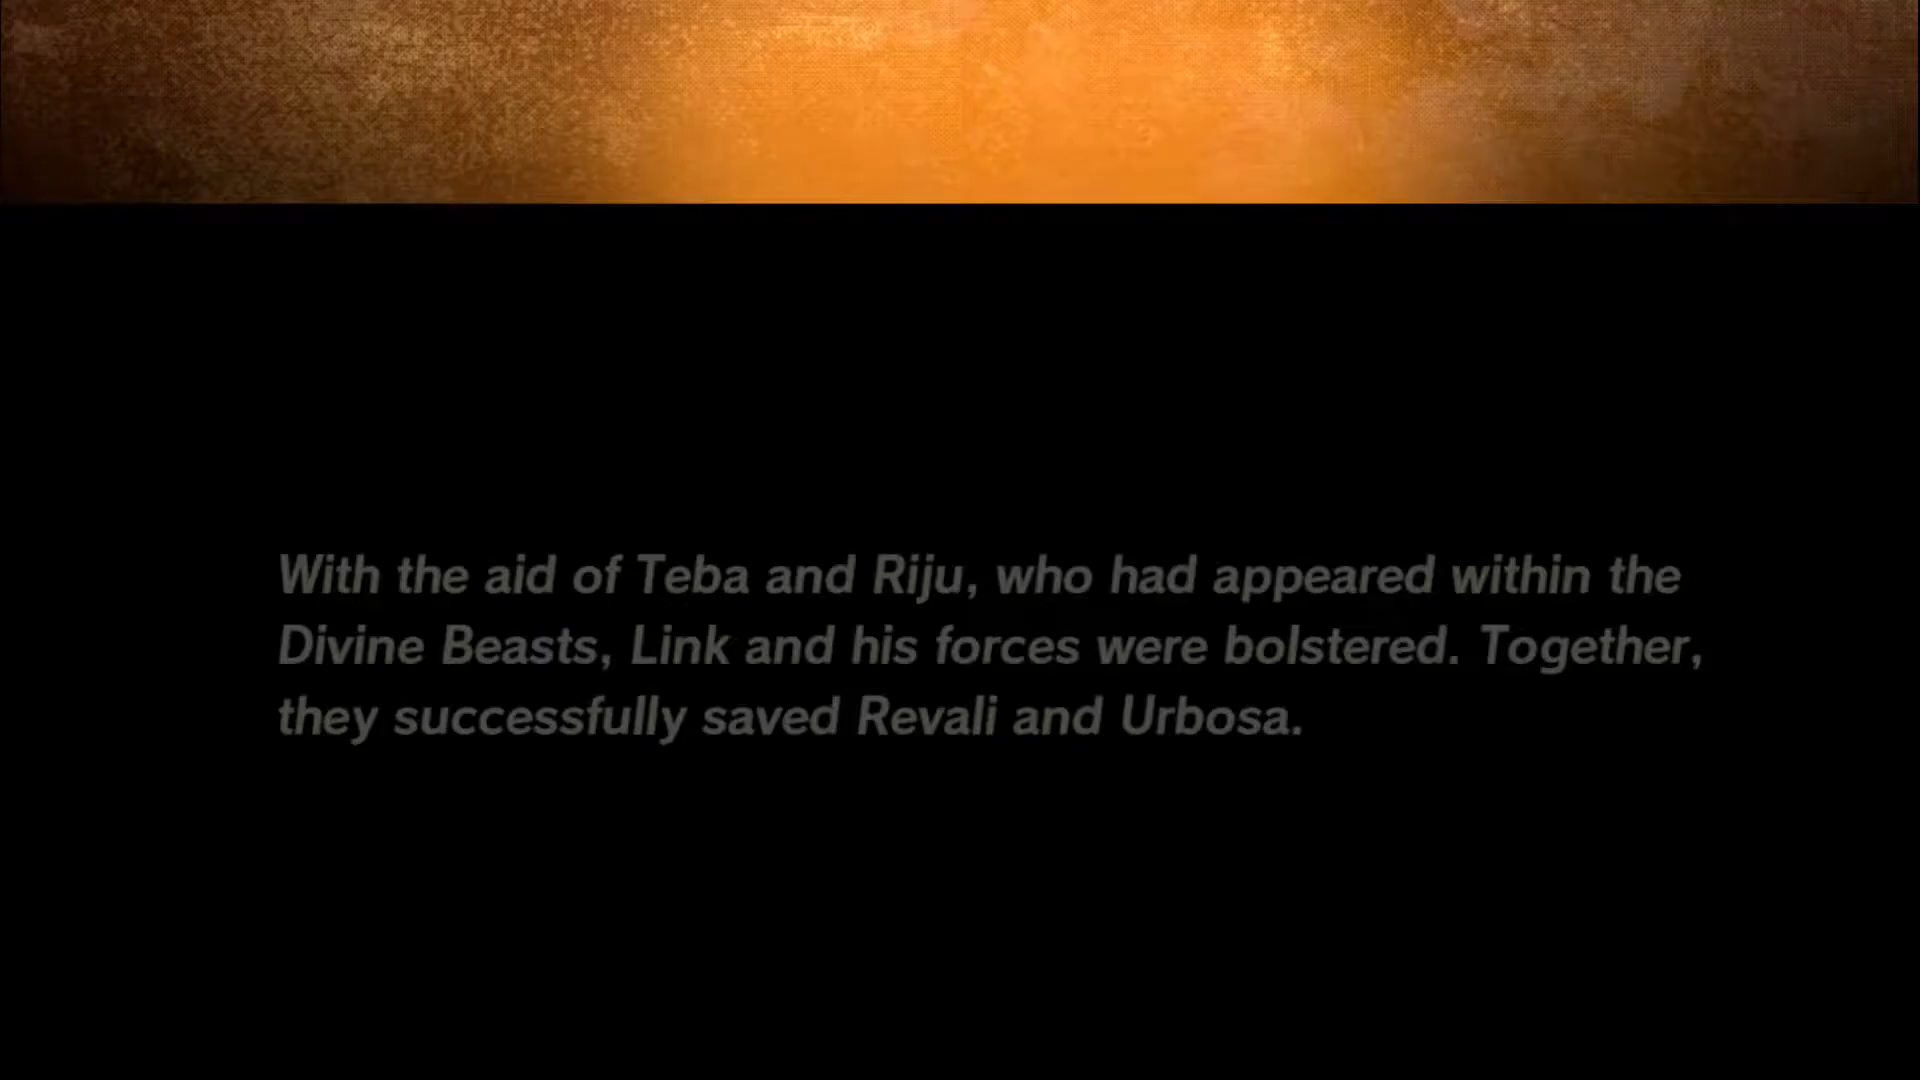 With the aid of Teba and Riju, who had appeared within the
Divine Beasts, Link and his forces were bolstered. Together,
they successfully saved Revali and Urbosa.